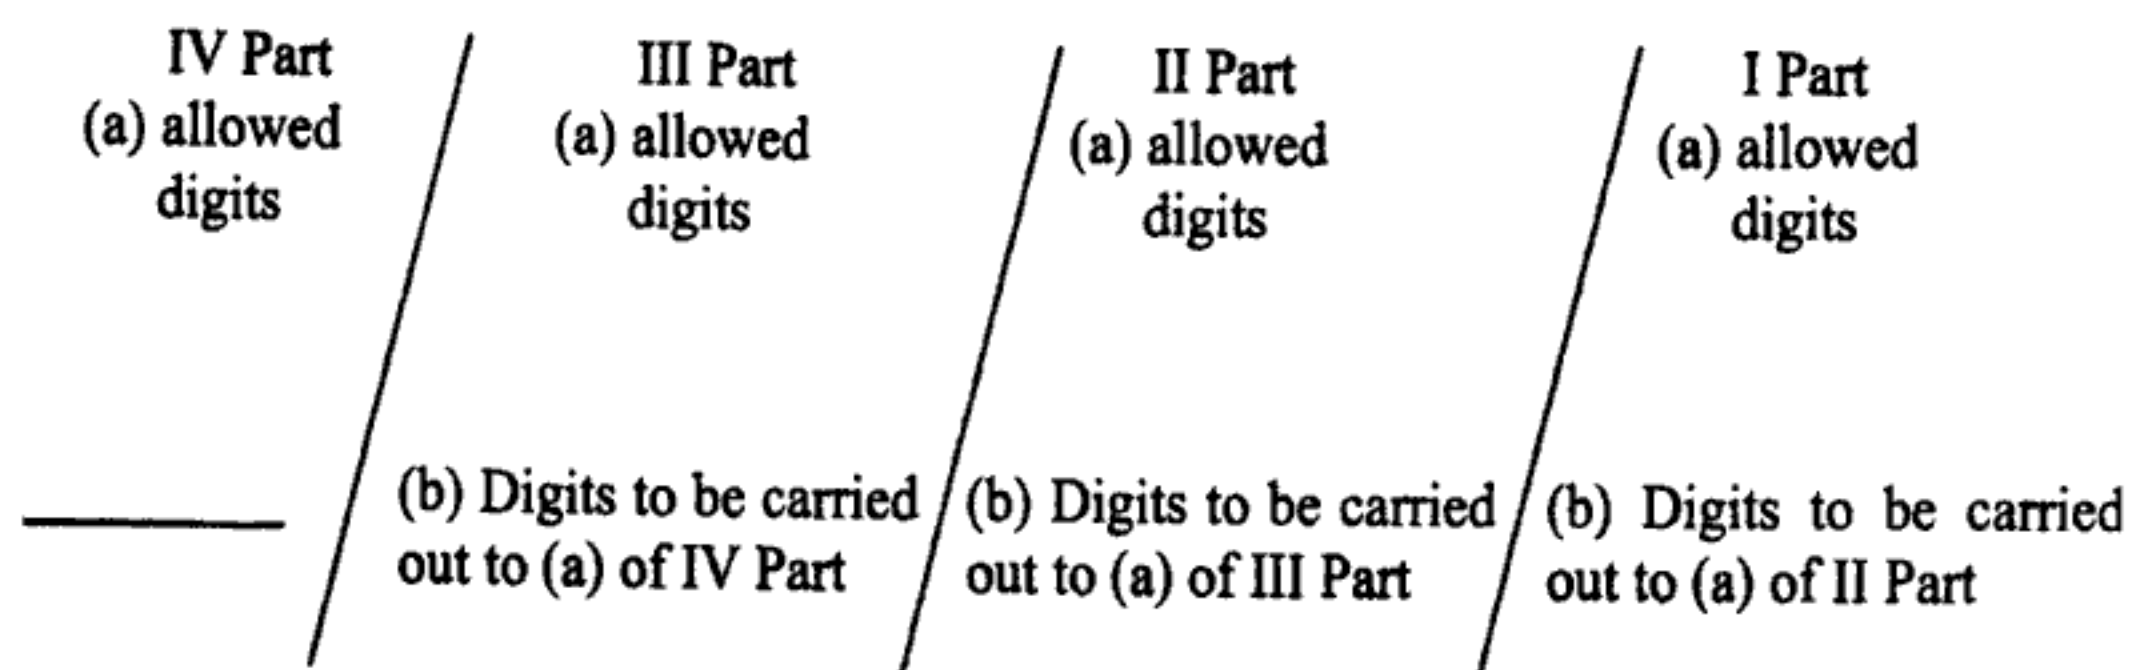 IV Part
(a) allowed
digits
III Part
(a) allowed
digits
II Part
(a) allowed
digits
I Part
(a) allowed
digits
(b) Digits to be carried
out to (a) of IV Part
(b) Digits to be carried
out to (a) of III Part
(b) Digits to be carried
out to (a) of II Part